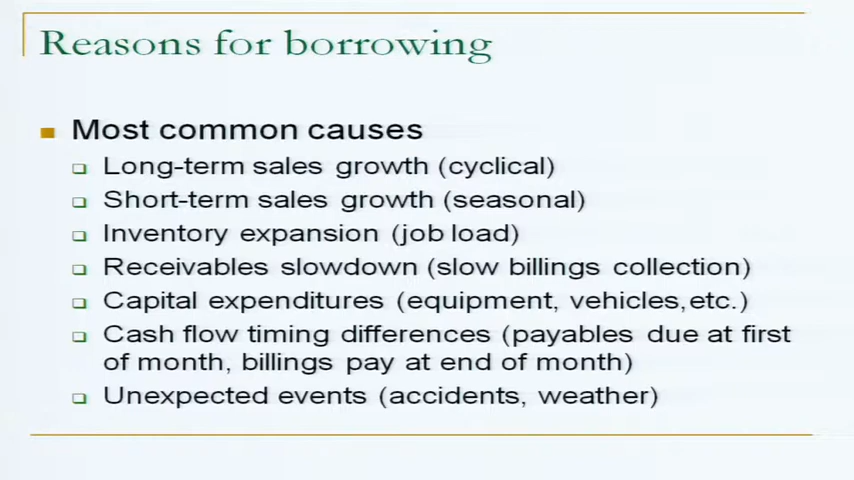 Reasons for borrowing
Most common causes
Long-term sales growth (cyclical)
Short-term sales growth (seasonal)
Inventory expansion (job load)
Receivables slowdown (slow billings collection)
Capital expenditures (equipment, vehicles,etc.)
Cash flow timing differences (payables due at first
of month, billings pay at end of month)
Unexpected events (accidents, weather)